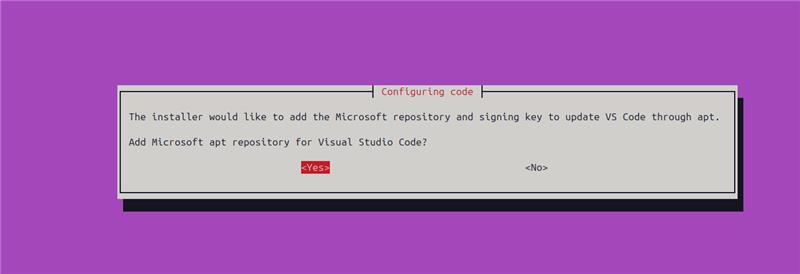 Configuring code
The installer would like to add the Microsoft repository and signing key to update VS Code through apt.
Add Microsoft apt repository for Visual Studio Code?
<Yes> <No>